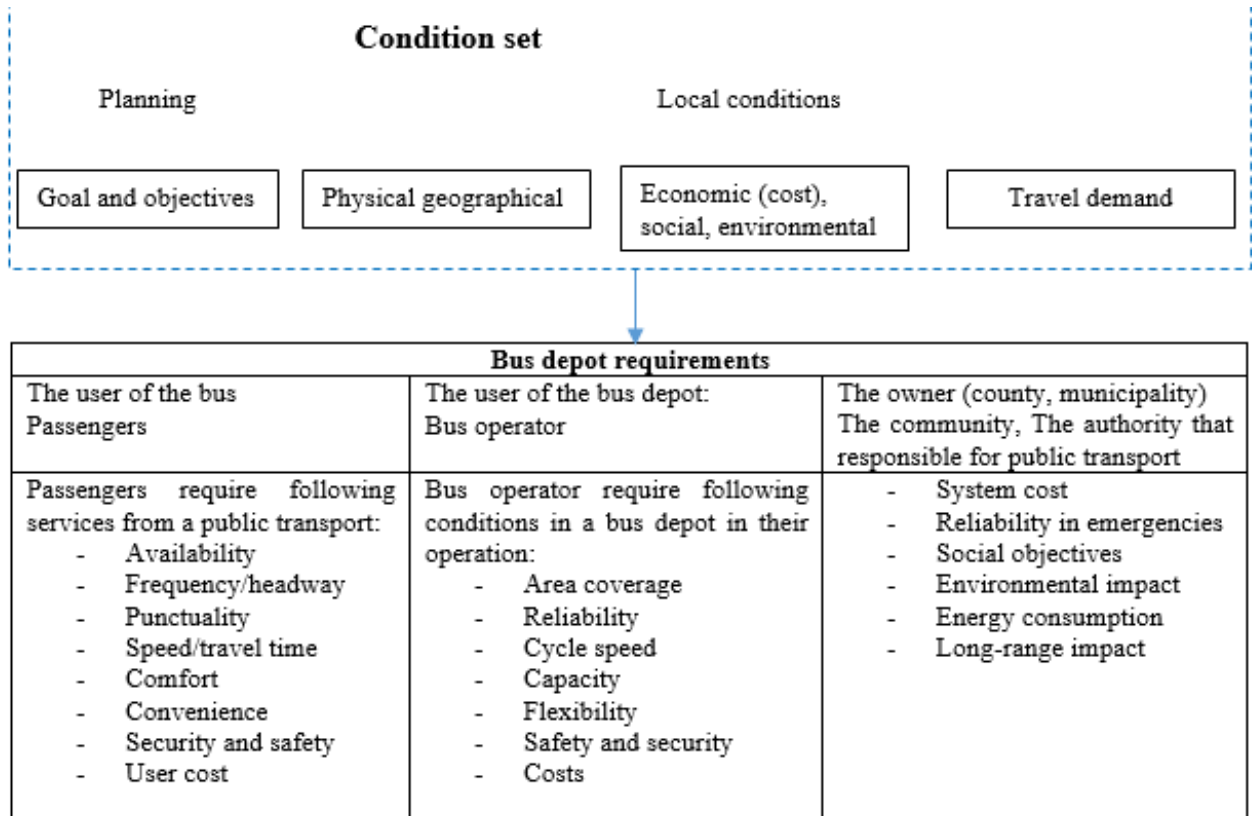 Condition set
Planning
Local conditions
Goal and objectives
Physical geographical
Economic (cost),
social, environmental
Travel demand
Bus depot requirements
The user of the bus
Passengers
The user of the bus depot:
Bus operator
The owner (county, municipality)
The community, The authority that
responsible for public transport
Passengers require following
services from a public transport:
- Availability
- Frequency/headway
- Punctuality
- Speed/travel time
- Comfort
- Convenience
- Security and safety
- User cost
Bus operator require following
conditions in a bus depot in their
operation:
- Area coverage
- Reliability
- Cycle speed
- Capacity
- Flexibility
- Safety and security
- Costs
- System cost
- Reliability in emergencies
- Social objectives
- Environmental impact
- Energy consumption
- Long-range impact